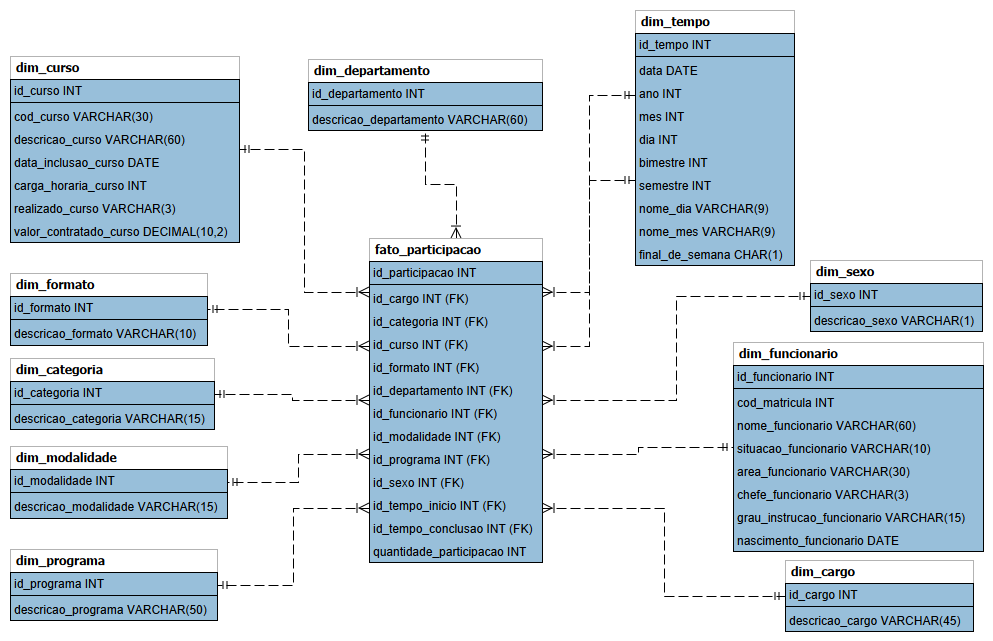 dim_curso
id_curso INT
cod_curso VARCHAR(30)
descricao_curso VARCHAR(60)
data_inclusao_curso DATE
carga_horaria_curso INT
realizado_curso VARCHAR(3)
valor_contratado_curso DECIMAL(10,2)
dim_departamento
id_departamento INT
descricao_departamento VARCHAR(60)
dim_tempo
id_tempo INT
data DATE
ano INT
mes INT
dia INT
bimestre INT
semestre INT
nome_dia VARCHAR(9)
nome_mes VARCHAR(9)
final_de_semana CHAR(1)
dim_formato
id_formato INT
descricao_formato VARCHAR(10)
dim_categoria
id_categoria INT
descricao_categoria VARCHAR(15)
dim_modalidade
id_modalidade INT
descricao_modalidade VARCHAR(15)
dim_programa
id_programa INT
descricao_programa VARCHAR(50)
fato_participacao
id_participacao INT
id_cargo INT (FK)
id_categoria INT (FK)
id_curso INT (FK)
id_formato INT (FK)
id_departamento INT (FK)
id_funcionario INT (FK)
id_modalidade INT (FK)
id_programa INT (FK)
id_sexo INT (FK)
id_tempo_inicio INT (FK)
id_tempo_conclusao INT (FK)
quantidade_participacao INT
dim_sexo
id_sexo INT
descricao_sexo VARCHAR(1)
dim_funcionario
id_funcionario INT
cod_matricula INT
nome_funcionario VARCHAR(60)
situacao_funcionario VARCHAR(10)
area_funcionario VARCHAR(30)
chefe_funcionario VARCHAR(3)
grau_instrucao_funcionario VARCHAR(15)
nascimento_funcionario DATE
dim_cargo
id_cargo INT
descricao_cargo VARCHAR(45)